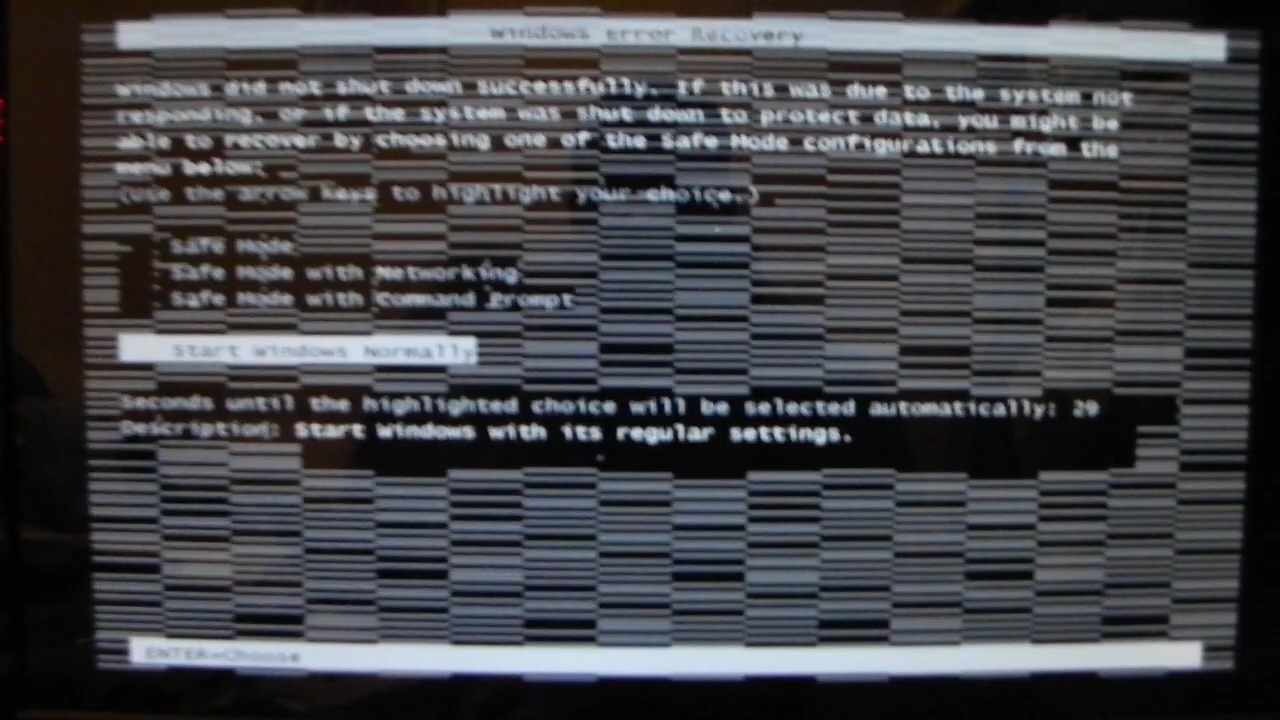 Windows Error Recovery
Windows did not shut down successfully. If this was due to the system not
responding, or if the system was shut down to protect data, you might be
able to recover by choosing one of the Safe Mode configurations from the
menu below:
(Use the arrow keys to highlight your choice.)
Safe Mode
Safe Mode with Networking
Safe Mode with Command Prompt
Start Windows Normally
Seconds until the highlighted choice will be selected automatically: 29
Description: Start Windows with its regular settings.
ENTER=Choose